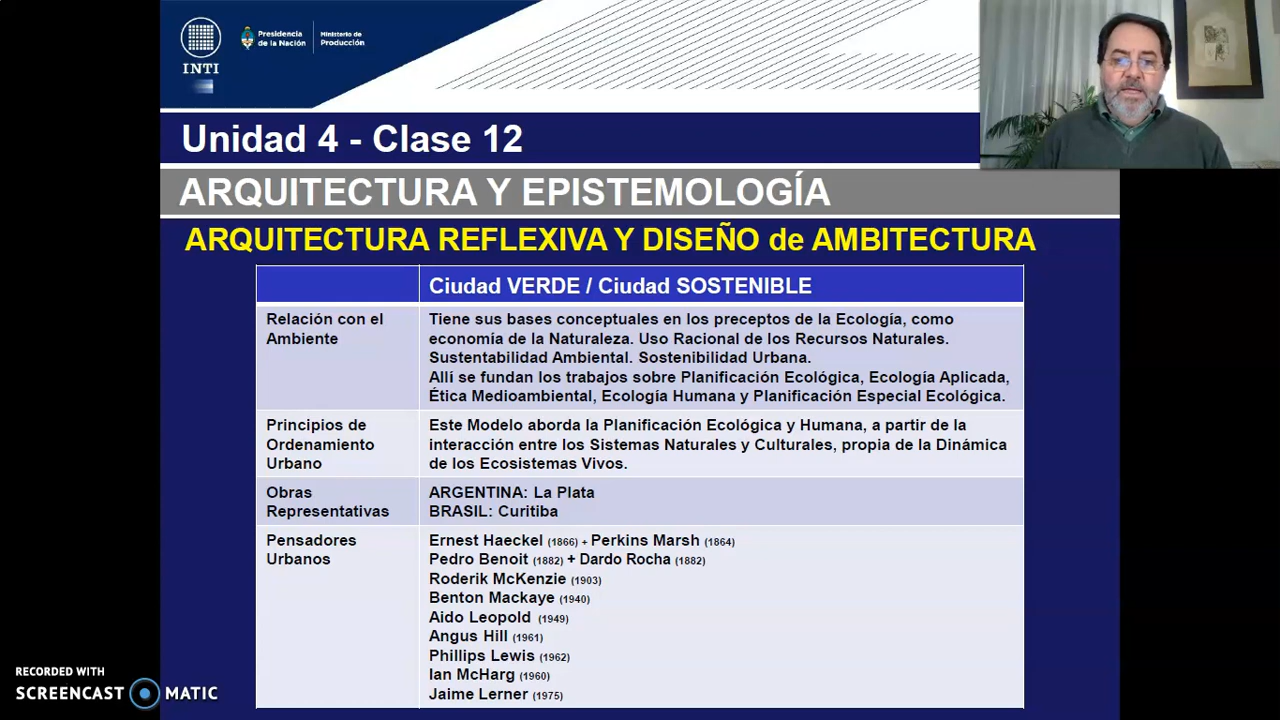 INTI
Presidencia
de la Nación
Ministerio de
Producción
Unidad 4 - Clase 12
ARQUITECTURA Y EPISTEMOLOGÍA
ARQUITECTURA REFLEXIVA Y DISEÑO de AMBITECTURA
Ciudad VERDE / Ciudad SOSTENIBLE
Relación con el
Ambiente
Tiene sus bases conceptuales en los preceptos de la Ecología, como
economía de la Naturaleza. Uso Racional de los Recursos Naturales.
Sustentabilidad Ambiental. Sostenibilidad Urbana.
Allí se fundan los trabajos sobre Planificación Ecológica, Ecología Aplicada,
Ética Medioambiental, Ecología Humana y Planificación Especial Ecológica.
Principios de
Ordenamiento
Urbano
Este Modelo aborda la Planificación Ecológica y Humana, a partir de la
interacción entre los Sistemas Naturales y Culturales, propia de la Dinámica
de los Ecosistemas Vivos.
Obras
Representativas
ARGENTINA: La Plata
BRASIL: Curitiba
Pensadores
Urbanos
Ernest Haeckel (1866) + Perkins Marsh (1864)
Pedro Benoit (1882) + Dardo Rocha (1882)
Roderik McKenzie (1903)
Benton Mackaye (1940)
Aido Leopold (1949)
Angus Hill (1961)
Phillips Lewis (1962)
Ian McHarg (1960)
Jaime Lerner (1975)
RECORDED WITH
SCREENCAST MATIC